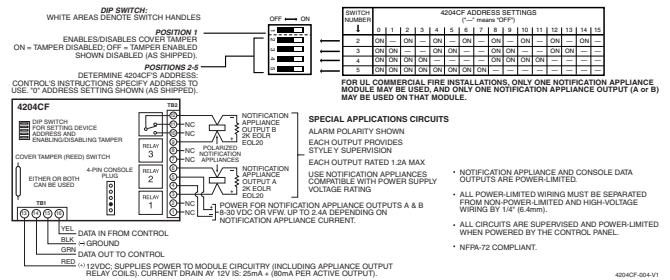 DIP SWITCH:
WHITE AREAS DENOTE SWITCH HANDLES
POSITION 1
ENABLES/DISABLES COVER TAMPER
ON = TAMPER DISABLED; OFF = TAMPER ENABLED
SHOWN DISABLED (AS SHIPPED).
POSITIONS 2-5
DETERMINE 4204CF'S ADDRESS:
CONTROL'S INSTRUCTIONS SPECIFY ADDRESS TO
USE. "0" ADDRESS SETTING SHOWN (AS SHIPPED).
OFF ON
SWITCH NUMBER
4204CF ADDRESS SETTINGS
("—" means "OFF")
0 1 2 3 4 5 6 7 8 9 10 11 12 13 14 15
2 ON — ON — ON — ON — ON — ON — ON — ON —
3 ON ON — — ON ON — — ON ON — — ON ON — —
4 ON ON ON ON — — — — ON ON ON ON — — — —
5 ON ON ON ON ON ON ON ON — — — — — — — —
FOR UL COMMERCIAL FIRE INSTALLATIONS, ONLY ONE NOTIFICATION APPLIANCE
MODULE MAY BE USED, AND ONLY ONE NOTIFICATION APPLIANCE OUTPUT (A or B)
MAY BE USED ON THAT MODULE.
4204CF
TB2
DIP SWITCH
FOR SETTING DEVICE
ADDRESS AND
ENABLING/DISABLING TAMPER
COVER TAMPER (REED) SWITCH
EITHER OR BOTH
CAN BE USED
4-PIN CONSOLE
PLUG
RELAY
3
RELAY
2
RELAY
1
NC
NC
NC
NC
NC
NC
NOTIFICATION
APPLIANCE
OUTPUT B
2K EOLR
EOL20
POLARIZED
NOTIFICATION
APPLIANCES
NOTIFICATION
APPLIANCE
OUTPUT A
2K EOLR
EOL20
POWER FOR NOTIFICATION APPLIANCE OUTPUTS A & B
8-30 VDC OR VFW. UP TO 2.4A DEPENDING ON
NOTIFICATION APPLIANCE CURRENT.
SPECIAL APPLICATIONS CIRCUITS
ALARM POLARITY SHOWN
EACH OUTPUT PROVIDES
STYLE Y SUPERVISION
EACH OUTPUT RATED 1.2A MAX
USE NOTIFICATION APPLIANCES
COMPATIBLE WITH POWER SUPPLY
VOLTAGE RATING
• NOTIFICATION APPLIANCE AND CONSOLE DATA
OUTPUTS ARE POWER-LIMITED.
• ALL POWER-LIMITED WIRING MUST BE SEPARATED
FROM NON-POWER-LIMITED AND HIGH-VOLTAGE
WIRING BY 1/4" (6.4mm).
• ALL CIRCUITS ARE SUPERVISED AND POWER-LIMITED
WHEN POWERED BY THE CONTROL PANEL.
• NFPA-72 COMPLIANT.
TB1
13 14 15 16
YEL DATA IN FROM CONTROL
BLK (–) GROUND
GRN DATA OUT TO CONTROL
RED (+) 12VDC; SUPPLIES POWER TO MODULE CIRCUITRY (INCLUDING APPLIANCE OUTPUT
RELAY COILS). CURRENT DRAIN AY 12V IS: 25mA + (80mA PER ACTIVE OUTPUT).
4204CF-004-V1